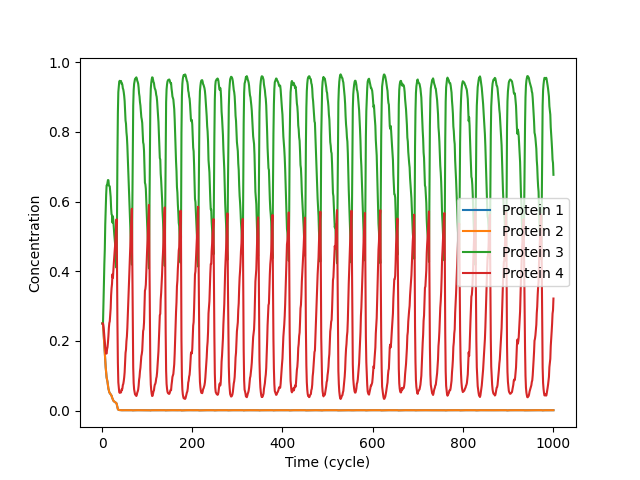 1.0
0.8
0.6
0.4
0.2
0.0
Concentration
Protein 1
Protein 2
Protein 3
Protein 4
0 200 400 600 800 1000
Time (cycle)